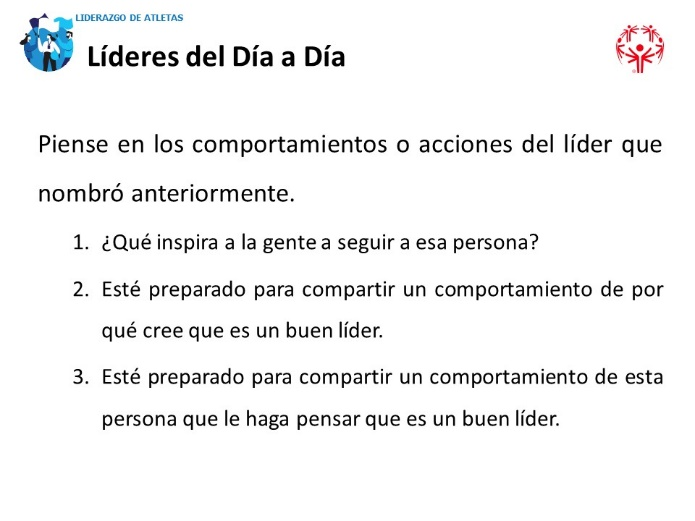 LIDERAZGO DE ATLETAS
Líderes del Día a Día
Piense en los comportamientos o acciones del líder que
nombró anteriormente.
1. ¿Qué inspira a la gente a seguir a esa persona?
2. Esté preparado para compartir un comportamiento de por
qué cree que es un buen líder.
3. Esté preparado para compartir un comportamiento de esta
persona que le haga pensar que es un buen líder.